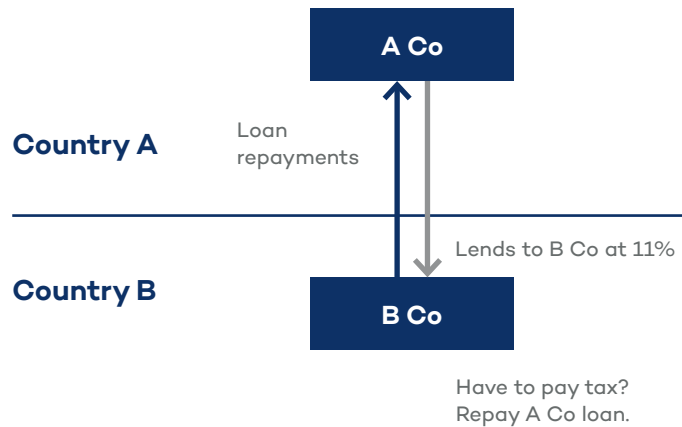 A Co
Country A
Loan
repayments
Lends to B Co at 11%
Country B
B Co
Have to pay tax?
Repay A Co loan.